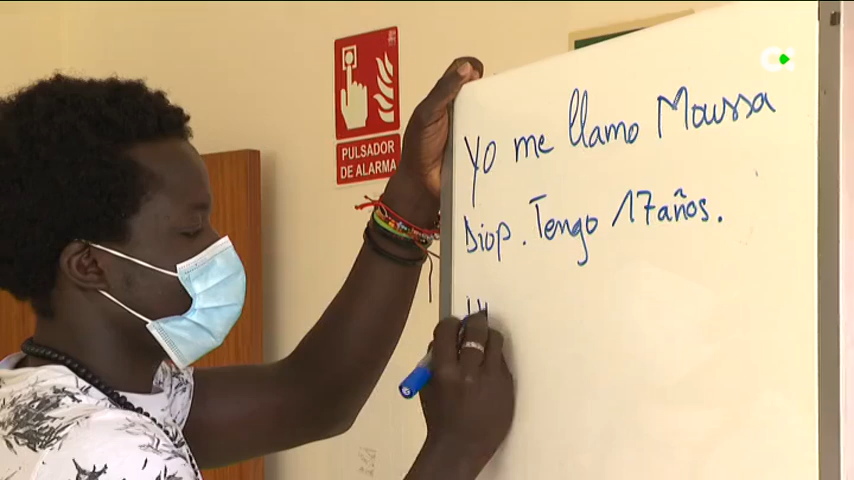 PULSADOR
DE ALARMA
Yo me llamo Moussa
Diop. Tengo 17 años.